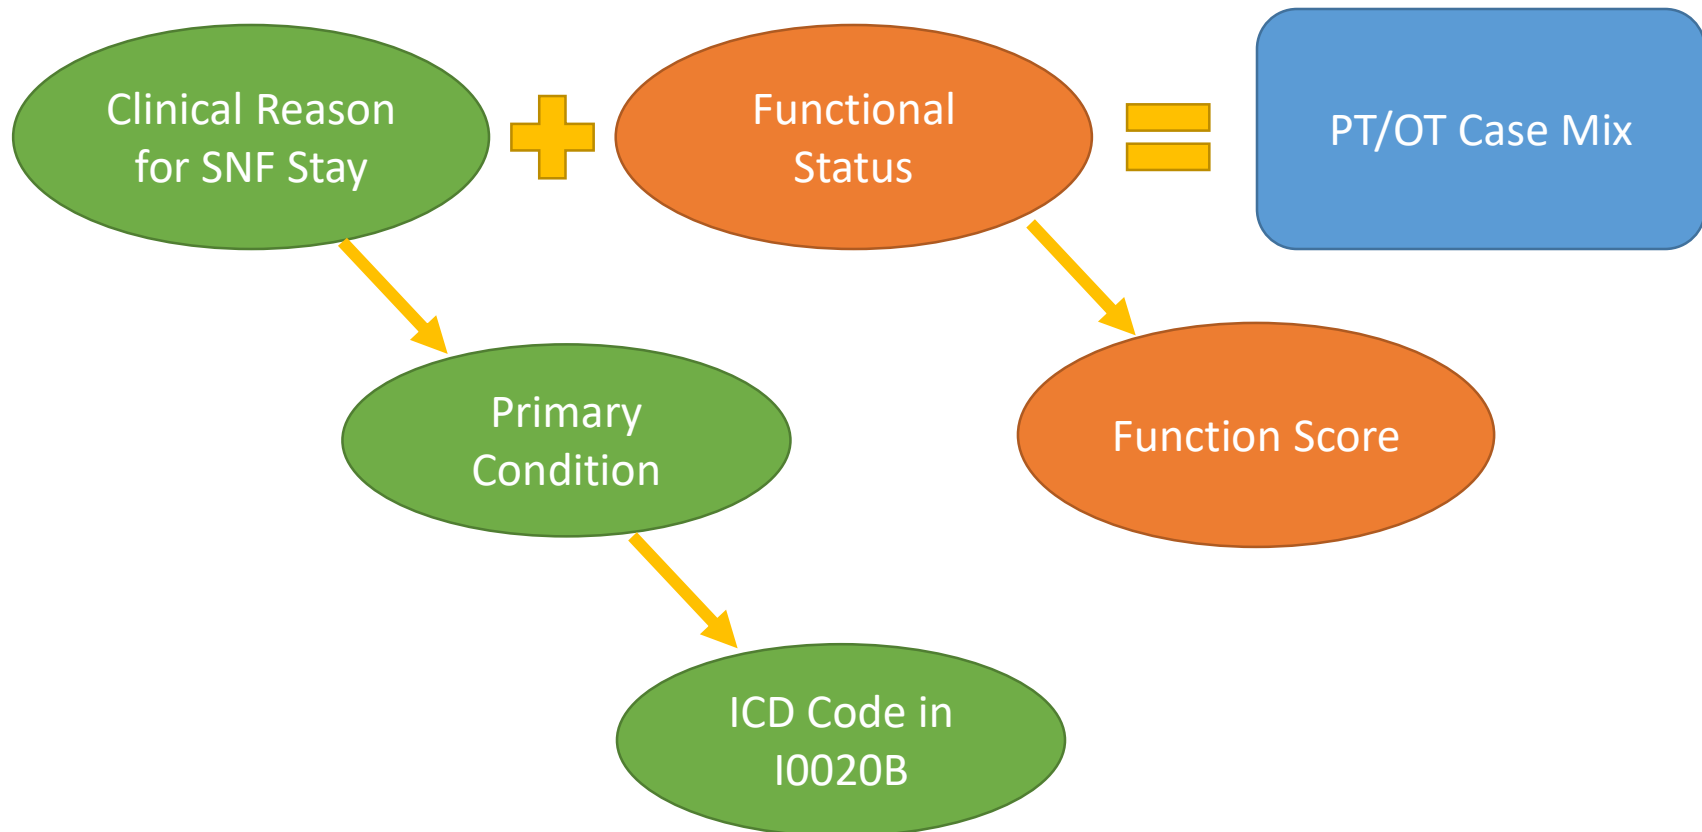 Clinical Reason
for SNF Stay
Functional
Status
PT/OT Case Mix
Primary
Condition
Function Score
ICD Code in
I0020B